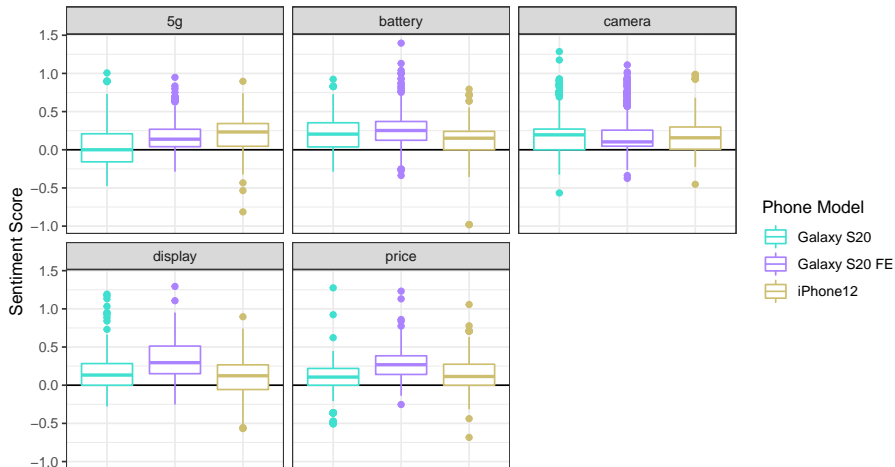 5g battery camera
1.5
1.0
0.5
0.0
−0.5
−1.0
display price
1.5
1.0
0.5
0.0
−0.5
−1.0
Sentiment Score
Phone Model
Galaxy S20
Galaxy S20 FE
iPhone12